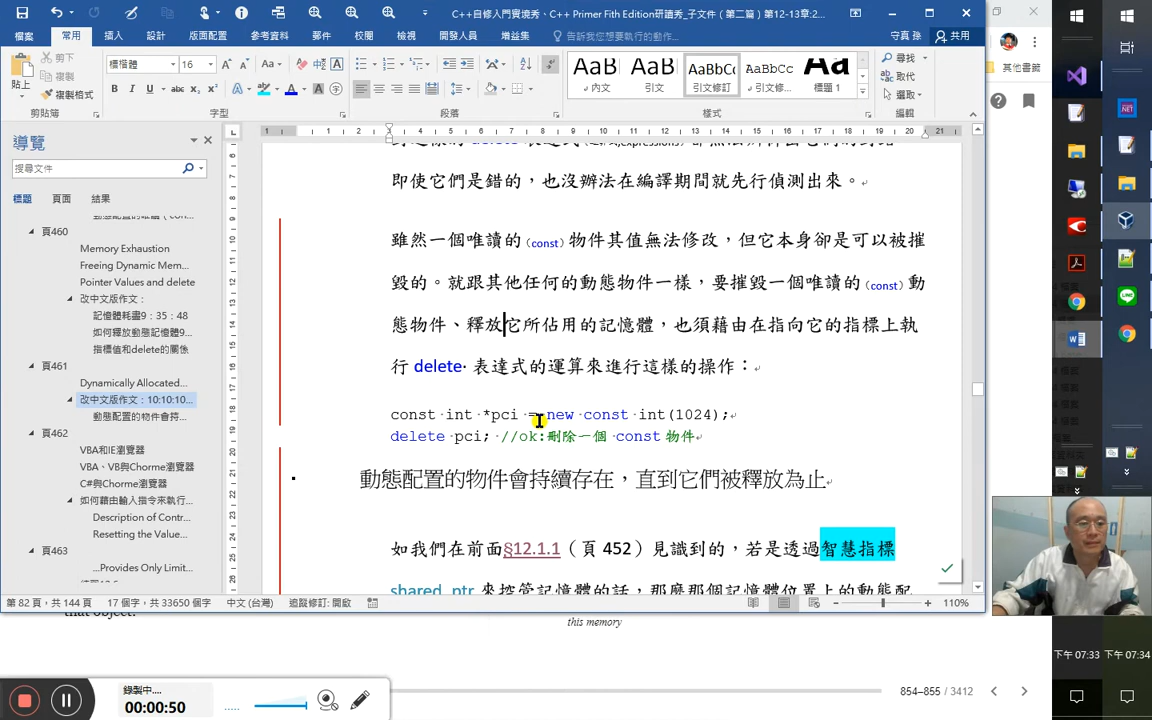 C++自修入門實境秀、C++ Primer Fith Edition研讀秀_子文件（第二篇）第12-13章:2...
檔案 常用 插入 設計 版面配置 參考資料 郵件 校閱 檢視 開發人員 增益集 告訴我您想要執行的動作... 守真 孫 共用
貼上
剪下
複製
複製格式
剪貼簿
標楷體 16
字型
段落
AaB 內文
AaB 引文
AaBbC 引文修訂
AaBbCc 引文修...
Aa 標題 1
樣式
尋找
取代
選取
編輯
其他書籤
導覽
搜尋文件
標題 頁面 結果
頁460
Memory Exhaustion
Freeing Dynamic Mem...
Pointer Values and delete
改中文版作文：
記憶體耗盡9：35：48
如何釋放動態記憶體9...
指標值和delete的關係
頁461
Dynamically Allocated...
改中文版作文：10:10:10...
動態配置的物件會持...
頁462
VBA和IE瀏覽器
VBA、VB與Chorme瀏覽器
C#與Chrome瀏覽器
如何藉由輸入指令來執行...
Description of Contr...
Resetting the Value...
頁463
...Provides Only Limit...
即使它們是錯的，也沒辦法在編譯期間就先行偵測出來。
雖然一個唯讀的（const）物件其值無法修改，但它本身卻是可以被摧
毀的。就跟其他任何的動態物件一樣，要摧毀一個唯讀的（const）動
態物件、釋放它所佔用的記憶體，也須藉由在指向它的指標上執
行 delete 表達式的運算來進行這樣的操作：
const int *pci = new const int(1024);
delete pci; //ok:刪除一個 const 物件
動態配置的物件會持續存在，直到它們被釋放為止
如我們在前面§12.1.1（頁 452）見識到的，若是透過智慧指標
shared_ptr 來控管記憶體的話，那麼那個記憶體位置上的動態配
第 82 頁，共 144 頁 17 個字，共 33650 個字 中文 (台灣) 追蹤修訂: 開啟 110%
that object.
this memory
錄製中....
00:00:50
854–855 / 3412
下午 07:33
下午 07:34